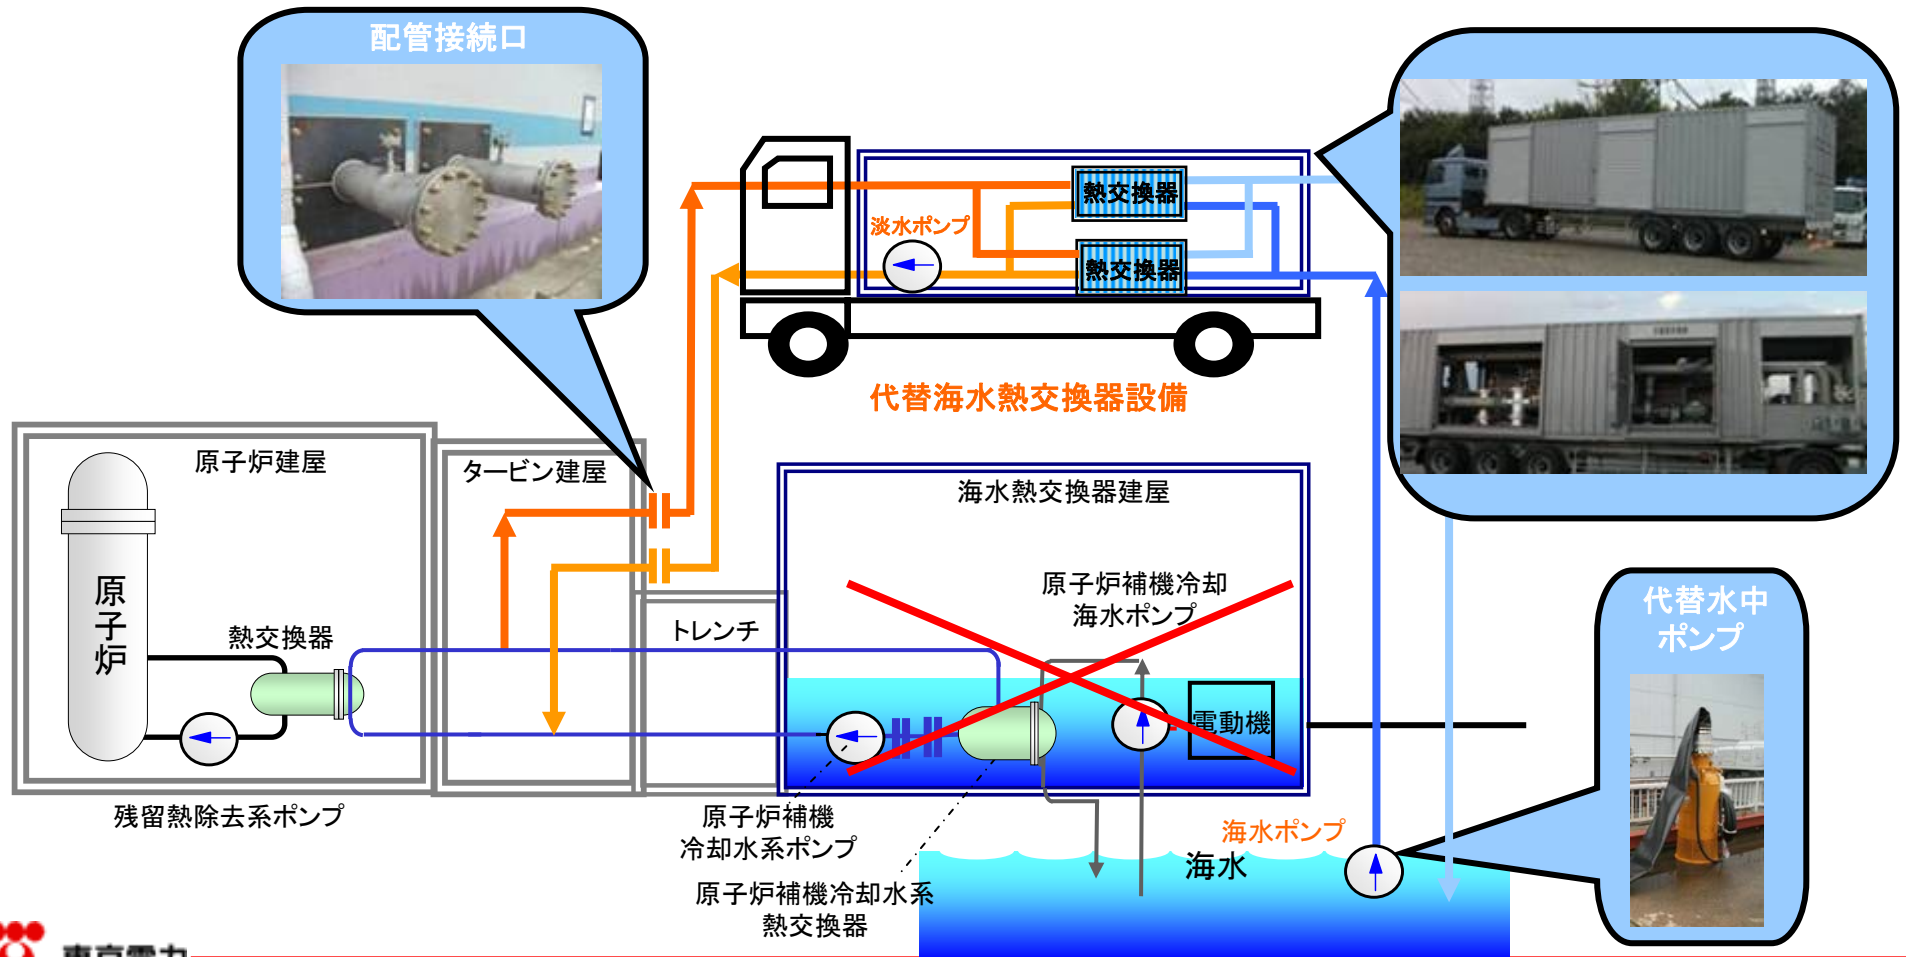 配管接続口
熱交換器
淡水ポンプ
熱交換器
代替海水熱交換器設備
原子炉建屋
タービン建屋
海水熱交換器建屋
原子炉
熱交換器
トレンチ
原子炉補機冷却
海水ポンプ
電動機
代替水中
ポンプ
残留熱除去系ポンプ
原子炉補機
冷却水系ポンプ
海水ポンプ
海水
原子炉補機冷却水系
熱交換器
東京電力